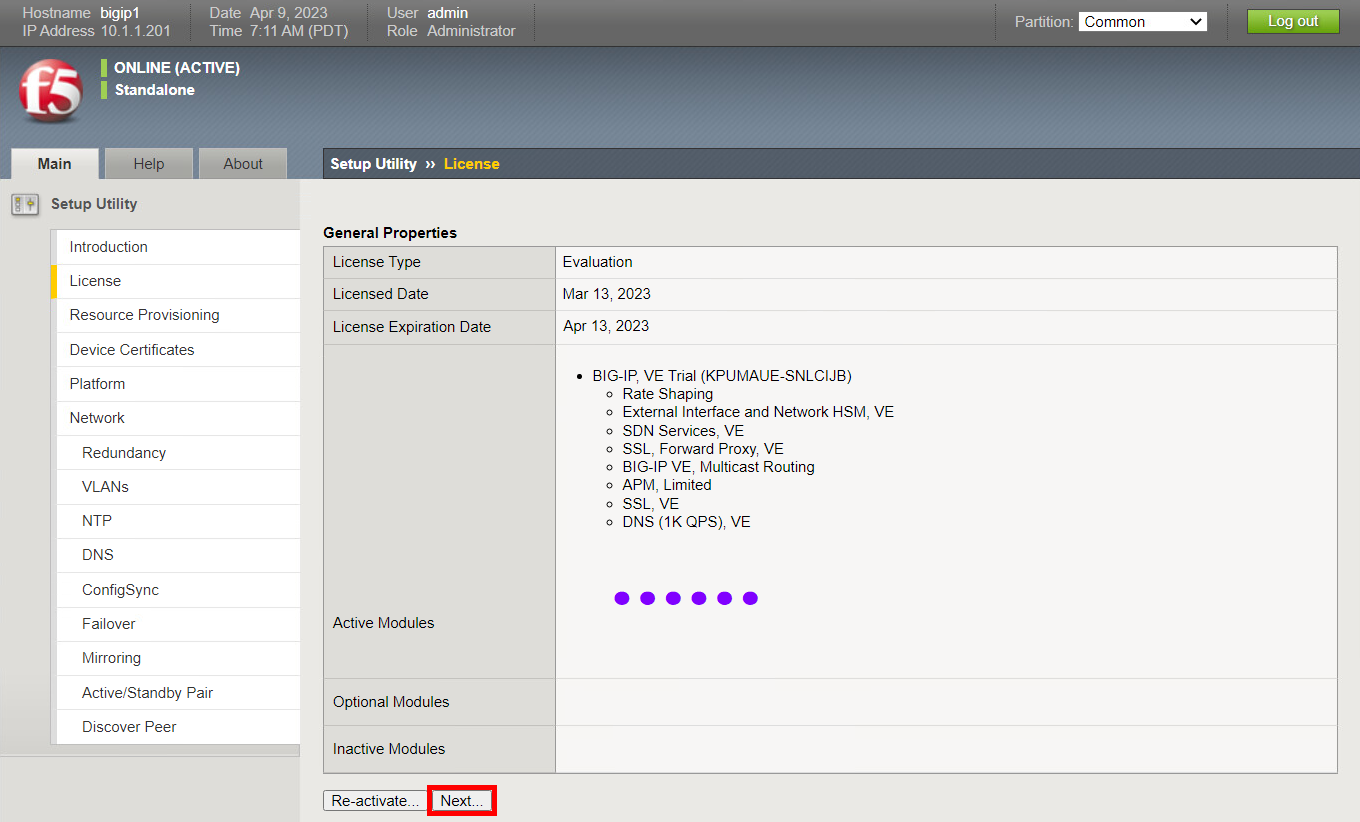 Hostname bigip1
IP Address 10.1.1.201
Date Apr 9, 2023
Time 7:11 AM (PDT)
User admin
Role Administrator
Partition: Common
Log out
f5
ONLINE (ACTIVE)
Standalone
Main
Help
About
Setup Utility ›› License
Setup Utility
Introduction
License
Resource Provisioning
Device Certificates
Platform
Network
Redundancy
VLANs
NTP
DNS
ConfigSync
Failover
Mirroring
Active/Standby Pair
Discover Peer
General Properties
License Type Evaluation
Licensed Date Mar 13, 2023
License Expiration Date Apr 13, 2023
Active Modules
BIG-IP, VE Trial (KPUMAUE-SNLCIJB)
Rate Shaping
External Interface and Network HSM, VE
SDN Services, VE
SSL, Forward Proxy, VE
BIG-IP VE, Multicast Routing
APM, Limited
SSL, VE
DNS (1K QPS), VE
Optional Modules
Inactive Modules
Re-activate... Next...